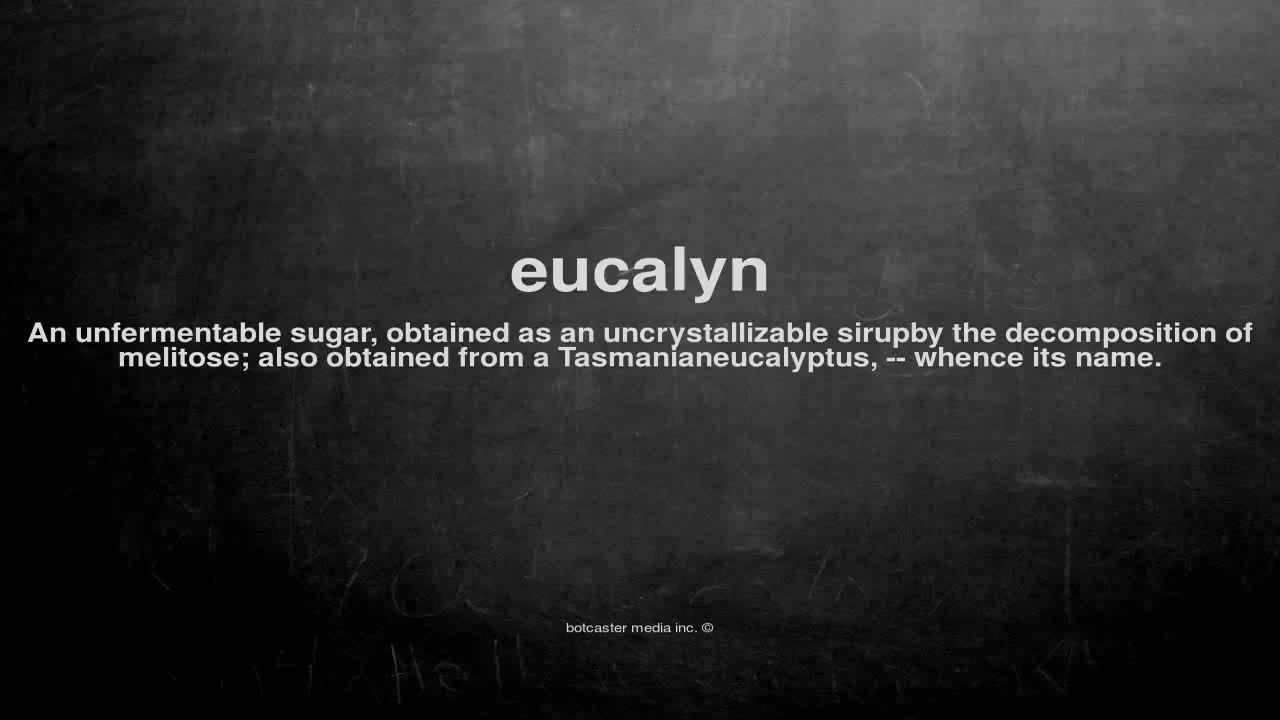 eucalyn
An unfermentable sugar, obtained as an uncrystallizable sirupby the decomposition of
melitose; also obtained from a Tasmanianeucalyptus, -- whence its name.
botcaster media inc. ©